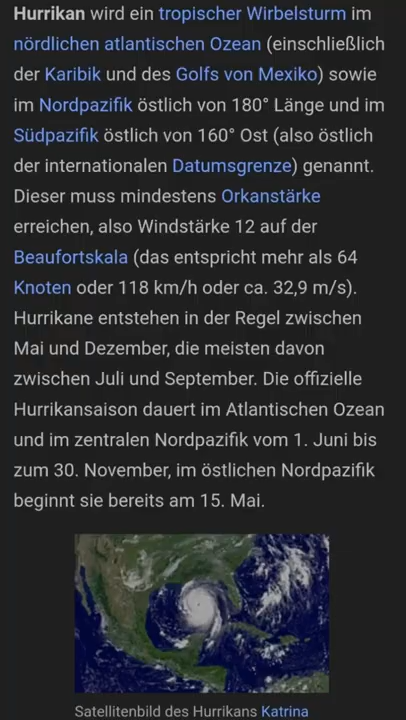 Hurrikan wird ein tropischer Wirbelsturm im
nördlichen atlantischen Ozean (einschließlich
der Karibik und des Golfs von Mexiko) sowie
im Nordpazifik östlich von 180° Länge und im
Südpazifik östlich von 160° Ost (also östlich
der internationalen Datumsgrenze) genannt.
Dieser muss mindestens Orkanstärke
erreichen, also Windstärke 12 auf der
Beaufortskala (das entspricht mehr als 64
Knoten oder 118 km/h oder ca. 32,9 m/s).
Hurrikane entstehen in der Regel zwischen
Mai und Dezember, die meisten davon
zwischen Juli und September. Die offizielle
Hurrikansaison dauert im Atlantischen Ozean
und im zentralen Nordpazifik vom 1. Juni bis
zum 30. November, im östlichen Nordpazifik
beginnt sie bereits am 15. Mai.
Satellitenbild des Hurrikans Katrina